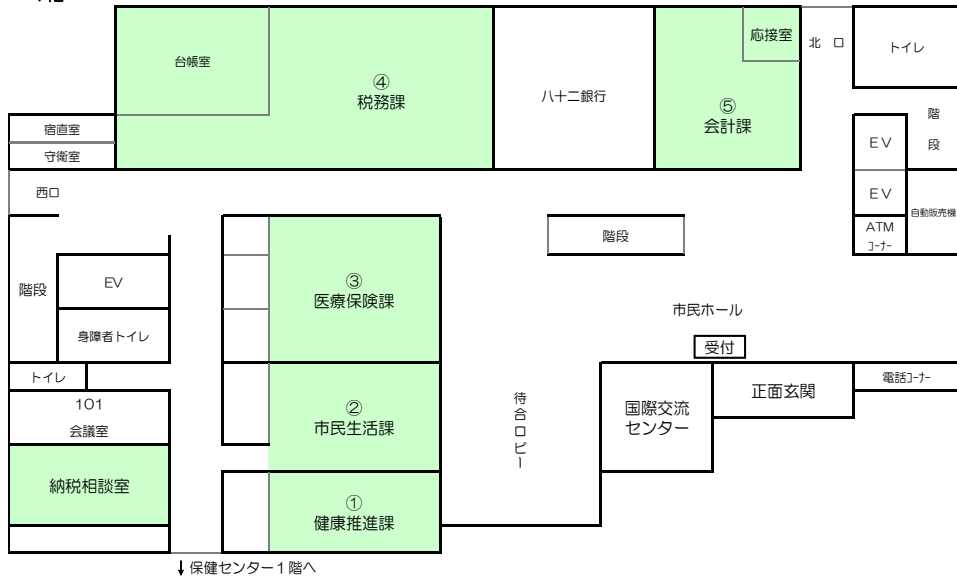 応接室
北 口
トイレ
台帳室
④
税務課
八十二銀行
⑤
会計課
宿直室
守衛室
階
段
EV
西口
EV
自動販売機
ATM
コーナー
階段
③
医療保険課
階段
EV
市民ホール
身障者トイレ
受付
トイレ
電話コーナー
正面玄関
101
会議室
②
市民生活課
待合ロビー
国際交流
センター
納税相談室
①
健康推進課
↓保健センター1階へ